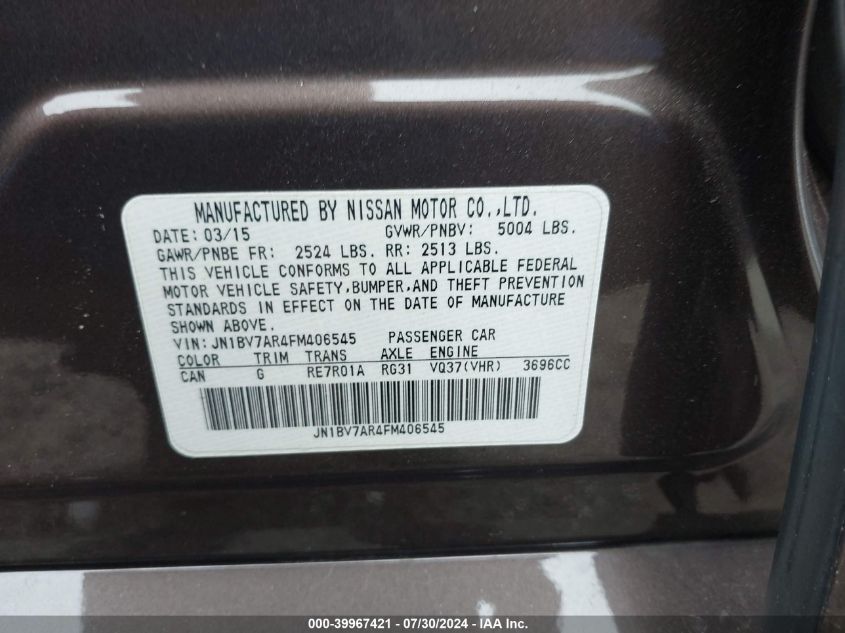 MANUFACTURED BY NISSAN MOTOR CO.,LTD.
DATE: 03/15 GVWR/PNBV: 5004 LBS.
GAWR/PNBE FR: 2524 LBS. RR: 2513 LBS.
THIS VEHICLE CONFORMS TO ALL APPLICABLE FEDERAL
MOTOR VEHICLE SAFETY,BUMPER,AND THEFT PREVENTION
STANDARDS IN EFFECT ON THE DATE OF MANUFACTURE
SHOWN ABOVE.
VIN: JN1BV7AR4FM406545 PASSENGER CAR
COLOR TRIM TRANS AXLE ENGINE
CAN G RE7R01A RG31 VQ37(VHR) 3696CC
JN1BV7AR4FM406545
000-39967421 - 07/30/2024 - IAA Inc.